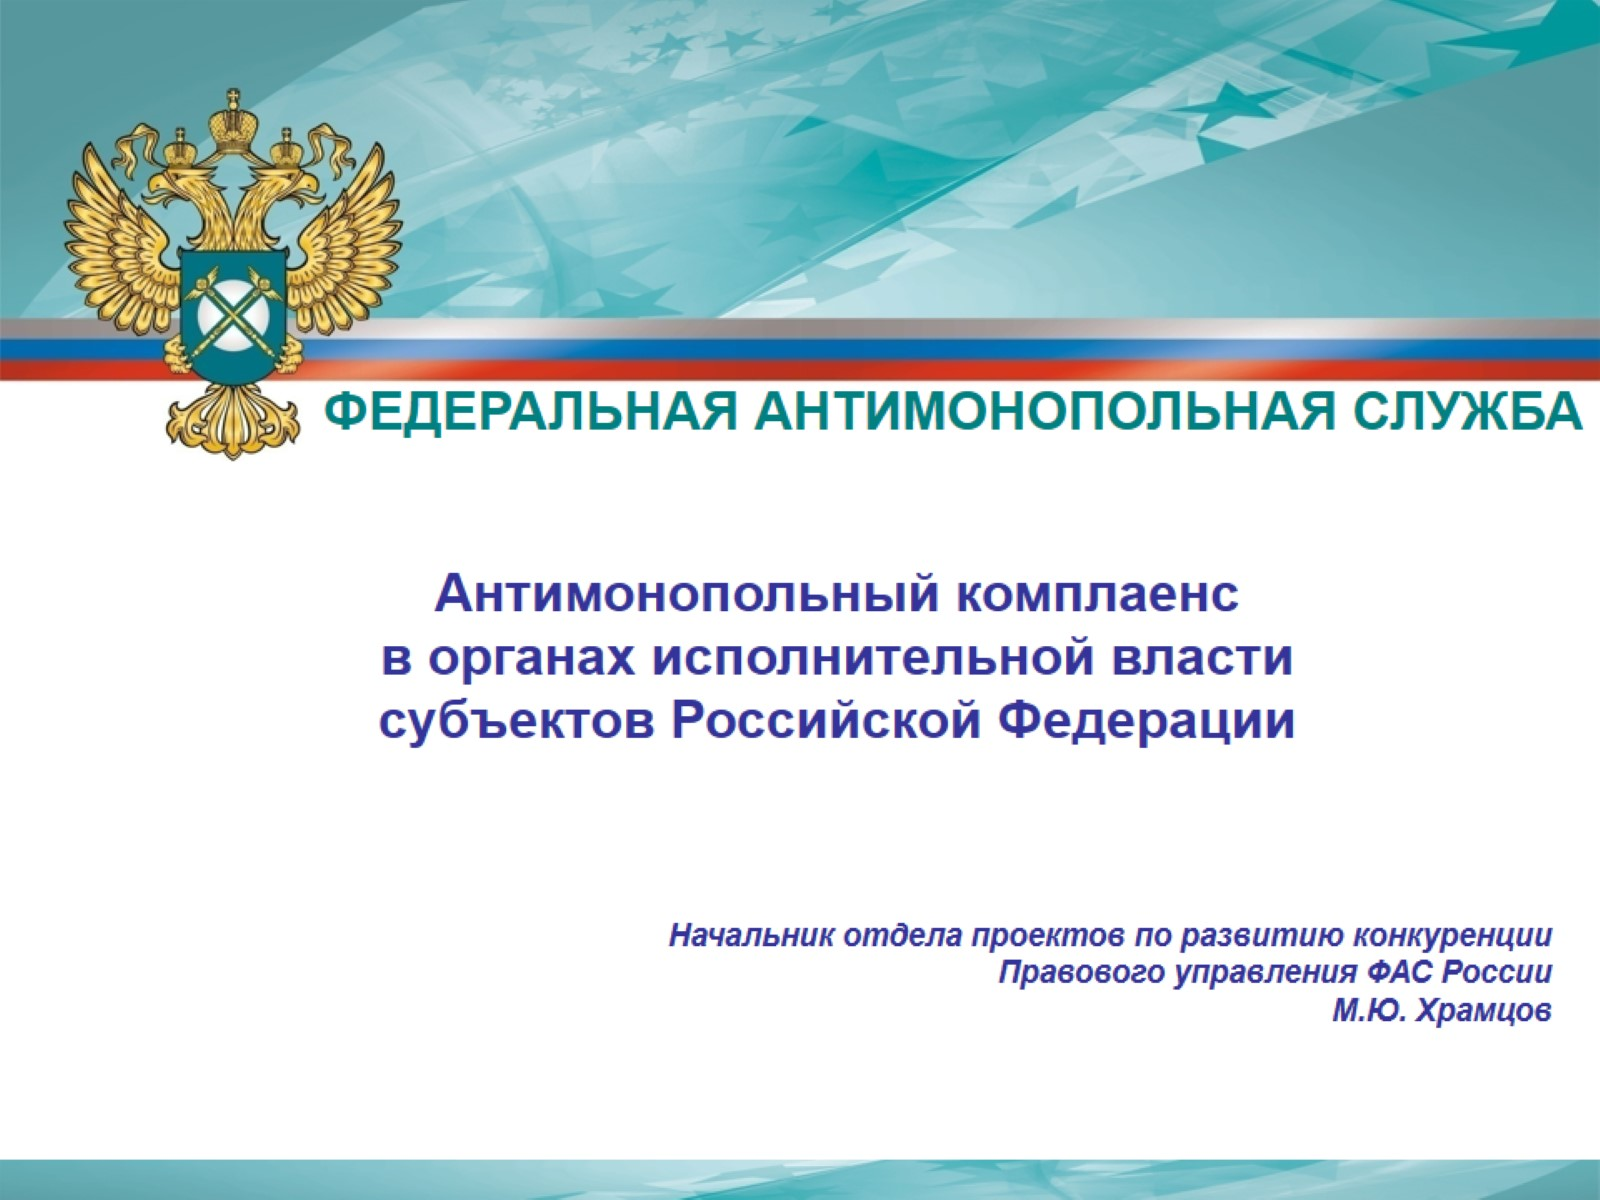 ФЕДЕРАЛЬНАЯ АНТИМОНОПОЛЬНАЯ СЛУЖБА
Антимонопольный комплаенс
в органах исполнительной власти
субъектов Российской Федерации
Начальник отдела проектов по развитию конкуренции
Правового управления ФАС России
М.Ю. Храмцов